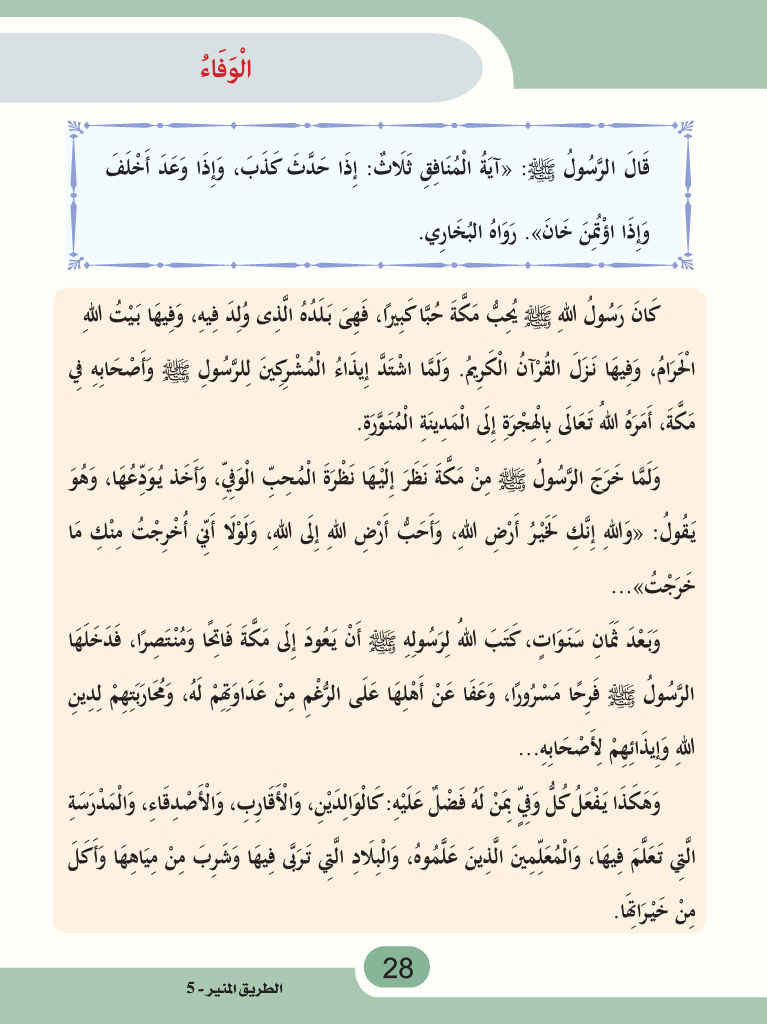 الْوَفَاءُ
قَالَ الرَّسُولُ ﷺ: «آيَةُ الْمُنَافِقِ ثَلَاثٌ: إِذَا حَدَّثَ كَذَبَ، وَإِذَا وَعَدَ أَخْلَفَ
وَإِذَا اؤْتُمِنَ خَانَ». رَوَاهُ البُخَارِي.
كَانَ رَسُولُ اللهِ ﷺ يُحِبُّ مَكَّةَ حُبًّا كَبِيرًا، فَهِىَ بَلَدُهُ الَّذِى وُلِدَ فِيهِ، وَفِيهَا بَيْتُ اللهِ
الْحَرَامُ، وَفِيهَا نَزَلَ القُرْآنُ الْكَرِيمُ. وَلَمَّا اشْتَدَّ إِيذَاءُ الْمُشْرِكِينَ لِلرَّسُولِ ﷺ وَأَصْحَابِهِ فِي
مَكَّةَ، أَمَرَهُ اللهُ تَعَالَى بِالْهِجْرَةِ إِلَى الْمَدِينَةِ الْمُنَوَّرَةِ.
وَلَمَّا خَرَجَ الرَّسُولُ ﷺ مِنْ مَكَّةَ نَظَرَ إِلَيْهَا نَظْرَةَ الْمُحِبِّ الْوَفِيِّ، وَأَخَذ يُوَدِّعُهَا، وَهُوَ
يَقُولُ: «وَاللهِ إِنَّكِ لَخَيْرُ أَرْضِ اللهِ، وَأَحَبُّ أَرْضِ اللهِ إِلَى اللهِ، وَلَوْلَا أَنِّي أُخْرِجْتُ مِنْكِ مَا
خَرَجْتُ»...
وَبَعْدَ ثَمَانِ سَنَوَاتٍ، كَتَبَ اللهُ لِرَسُولِهِ ﷺ أَنْ يَعُودَ إِلَى مَكَّةَ فَاتِحًا وَمُنْتَصِرًا، فَدَخَلَهَا
الرَّسُولُ ﷺ فَرِحًا مَسْرُورًا، وَعَفَا عَنْ أَهْلِهَا عَلَى الرُّغْمِ مِنْ عَدَاوَتِهِمْ لَهُ، وَمُحَارَبَتِهِمْ لِدِينِ
اللهِ وَإِيذَائِهِمْ لِأَصْحَابِهِ...
وَهَكَذَا يَفْعَلُ كُلُّ وَفِيٍّ بِمَنْ لَهُ فَضْلٌ عَلَيْهِ: كَالْوَالِدَيْنِ، وَالْأَقَارِبِ، وَالْأَصْدِقَاءِ، وَالْمَدْرَسَةِ
الَّتِي تَعَلَّمَ فِيهَا، وَالْمُعَلِّمِينَ الَّذِينَ عَلَّمُوهُ، وَالْبِلَادِ الَّتِي تَرَبَّى فِيهَا وَشَرِبَ مِنْ مِيَاهِهَا وَأَكَلَ
مِنْ خَيْرَاتِهَا.
28
الطريق المنير - 5